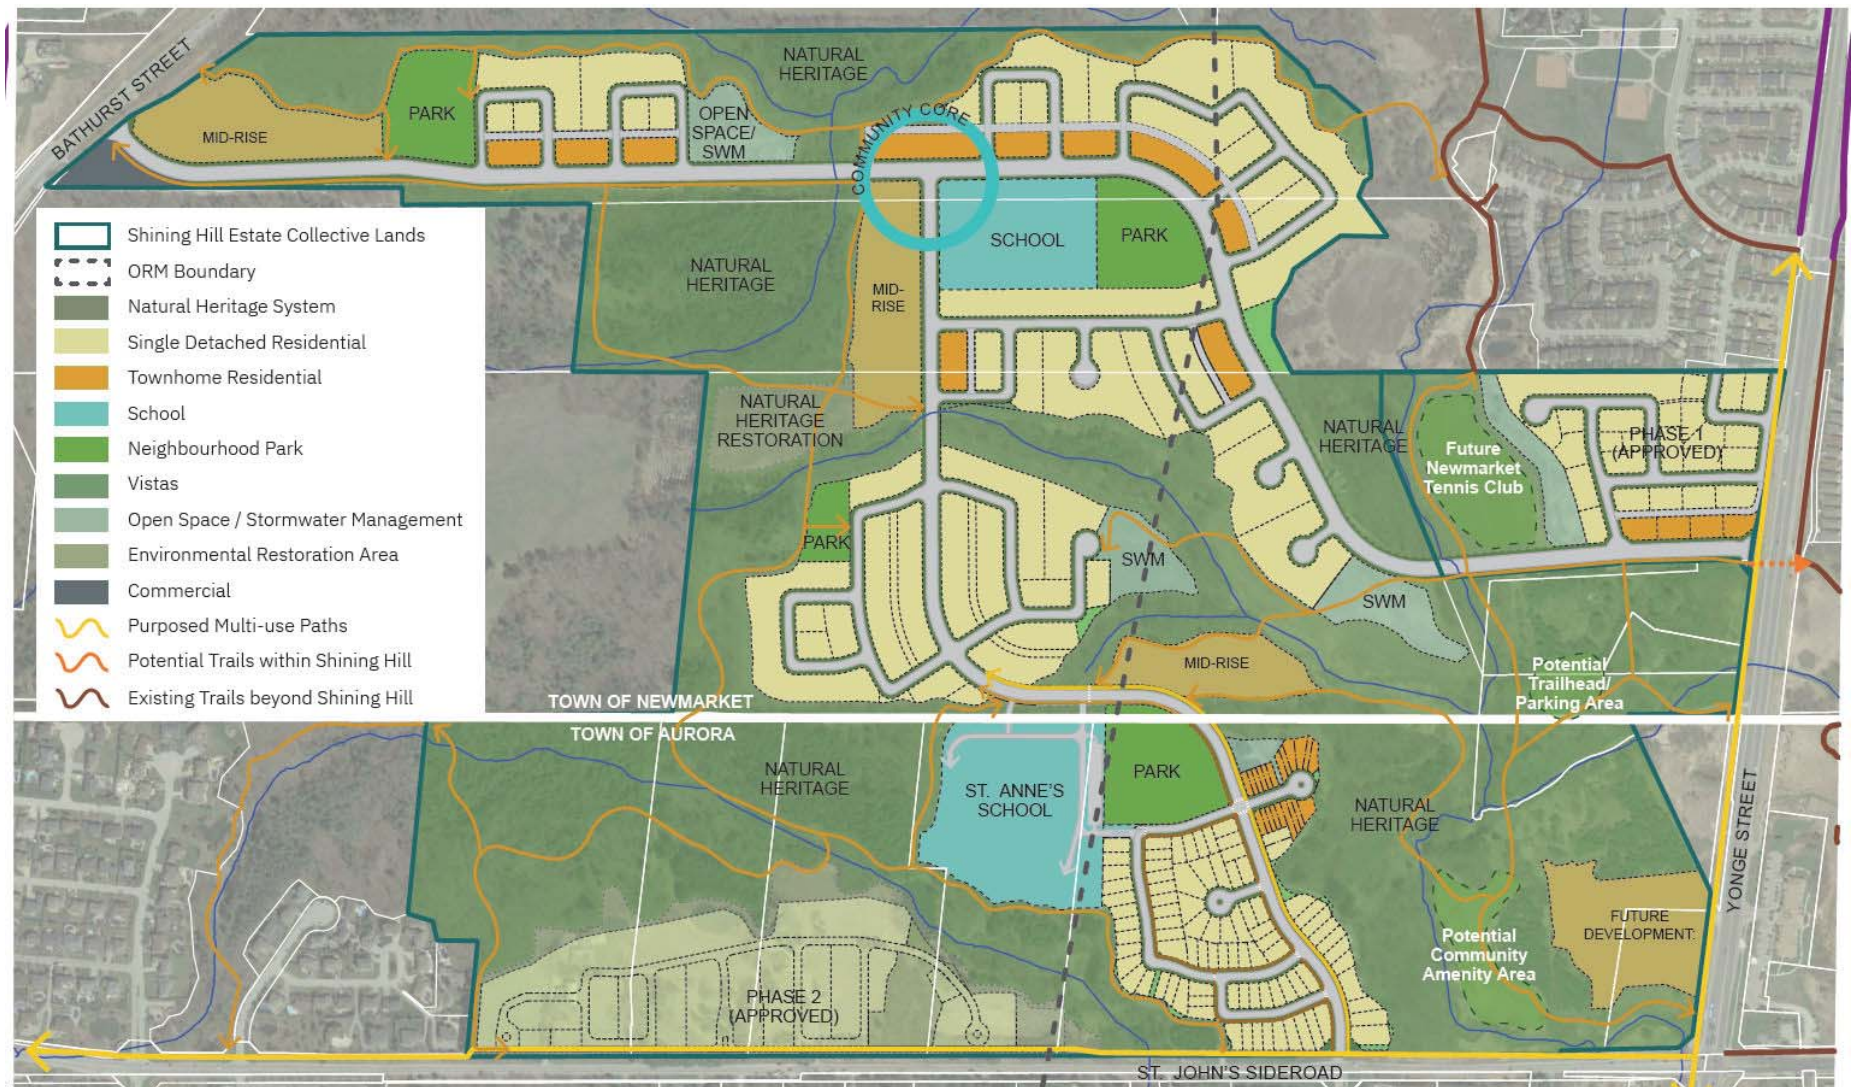 BATHURST STREET
MID-RISE
PARK
OPEN
SPACE/
SWM
NATURAL
HERITAGE
COMMUNITY CORE
SCHOOL
PARK
NATURAL
HERITAGE
MID-
RISE
Shining Hill Estate Collective Lands
ORM Boundary
Natural Heritage System
Single Detached Residential
Townhome Residential
School
Neighbourhood Park
Vistas
Open Space / Stormwater Management
Environmental Restoration Area
Commercial
Purposed Multi-use Paths
Potential Trails within Shining Hill
Existing Trails beyond Shining Hill
NATURAL
HERITAGE
RESTORATION
NATURAL
HERITAGE
Future
Newmarket
Tennis Club
PHASE 1
(APPROVED)
PARK
SWM
SWM
MID-RISE
Potential
Trailhead/
Parking Area
TOWN OF NEWMARKET
TOWN OF AURORA
NATURAL
HERITAGE
ST. ANNE'S
SCHOOL
PARK
NATURAL
HERITAGE
YONGE STREET
FUTURE
DEVELOPMENT:
Potential
Community
Amenity Area
PHASE 2
(APPROVED)
ST. JOHN'S SIDEROAD